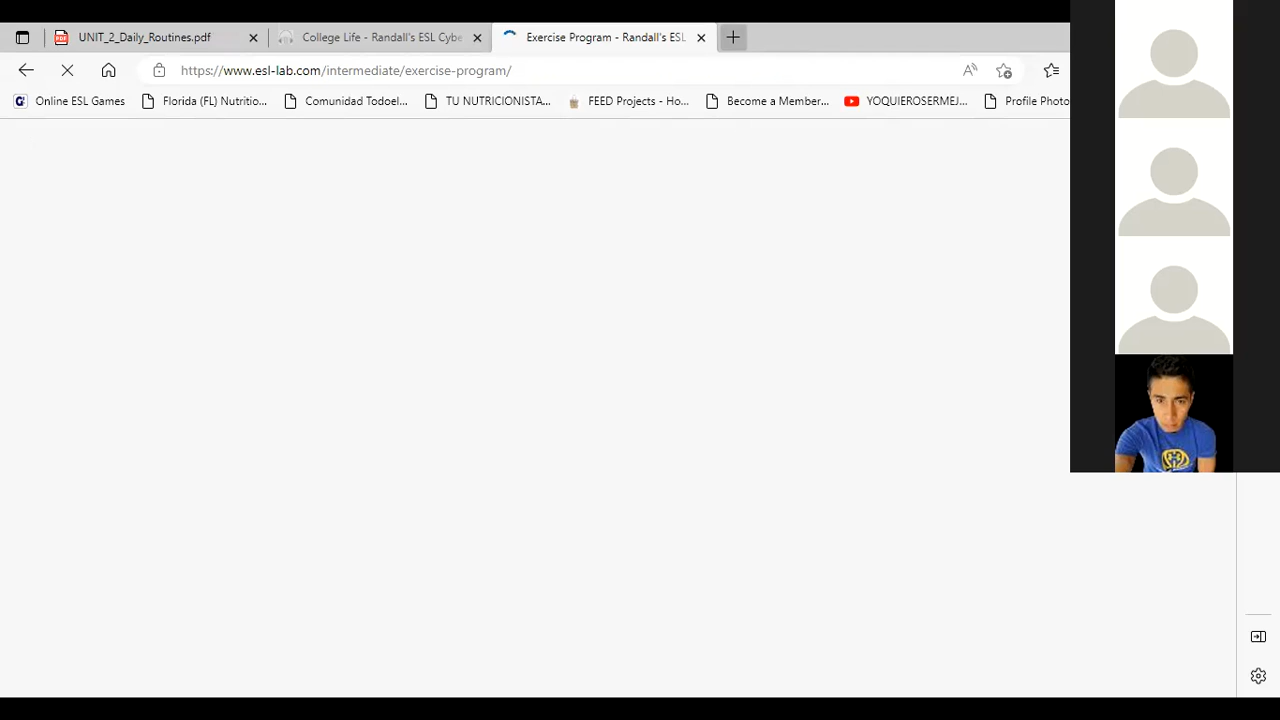 UNIT_2_Daily_Routines.pdf
College Life - Randall's ESL Cybe
Exercise Program - Randall's ESL
https://www.esl-lab.com/intermediate/exercise-program/
Online ESL Games
Florida (FL) Nutritio...
Comunidad Todoel...
TU NUTRICIONISTA...
FEED Projects - Ho...
Become a Member...
YOQUIEROSERMEJ...
Profile Photo